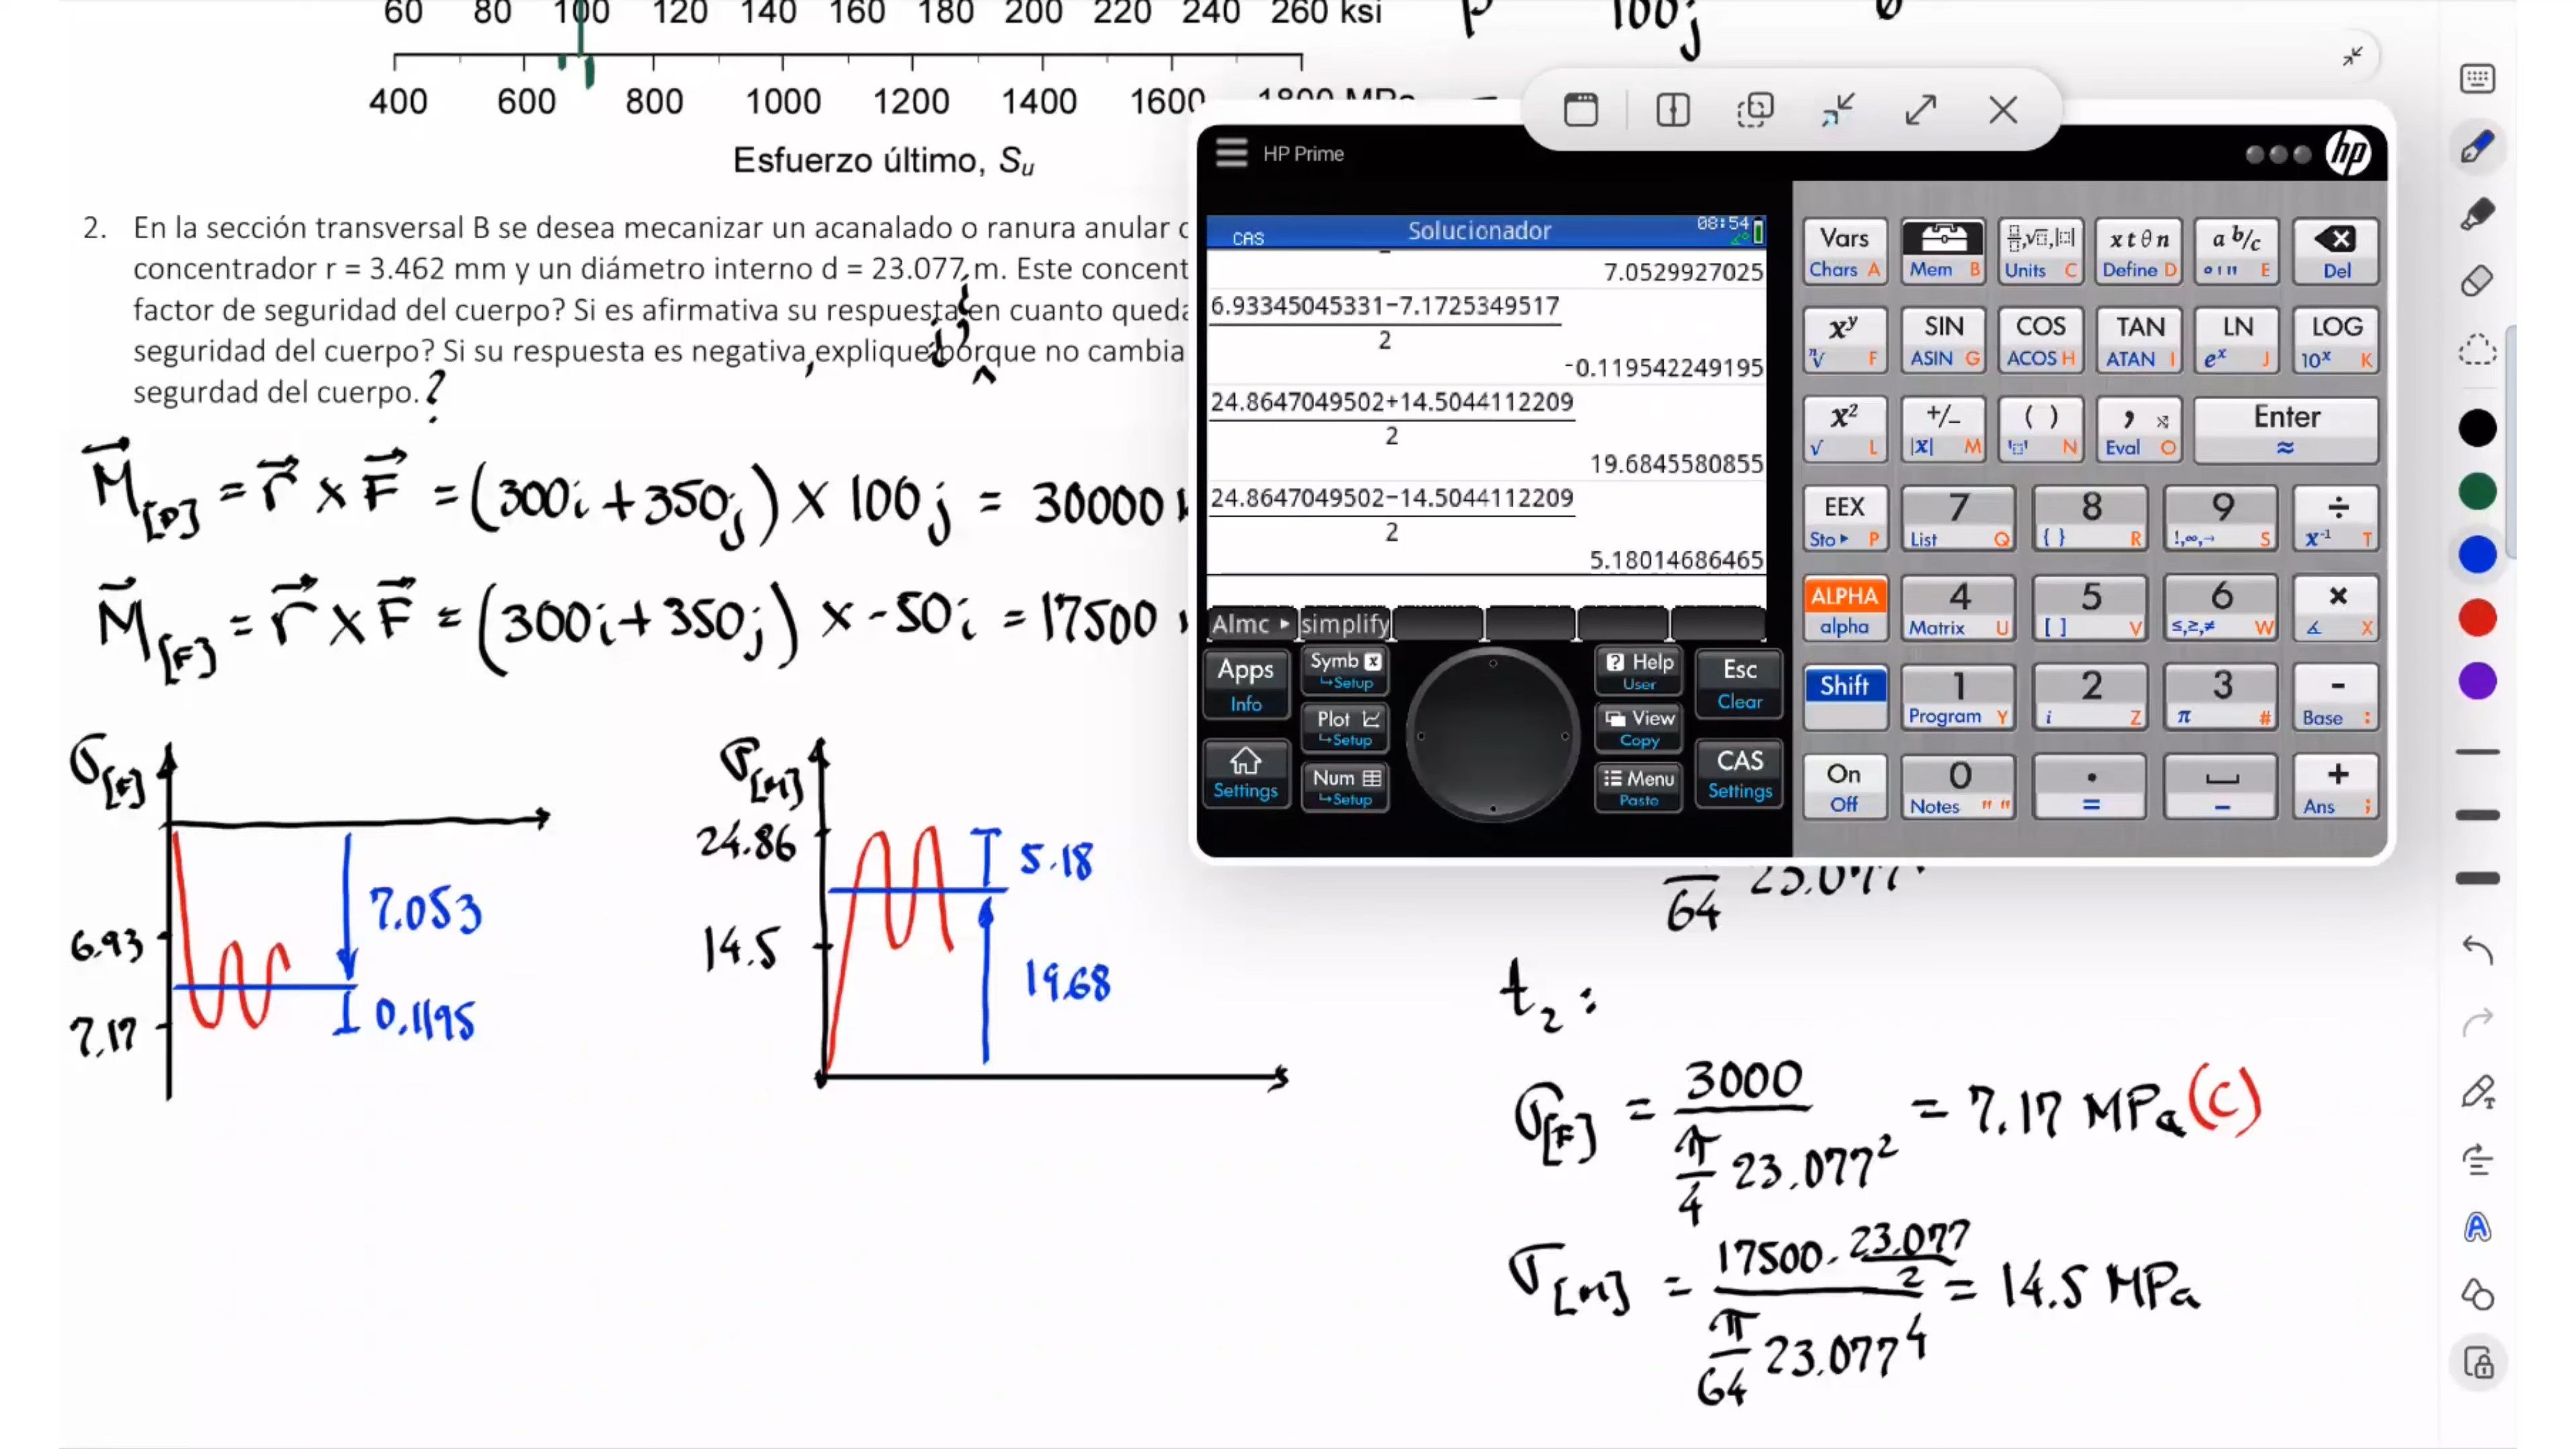 60 80 100 120 140 160 180 200 220 240 260 ksi
400 600 800 1000 1200 1400 1600 1800 MPa
Esfuerzo último, Su
100j
2. En la sección transversal B se desea mecanizar un acanalado o ranura anular
concentrador r = 3.462 mm y un diámetro interno d = 23.077, m. Este concent
factor de seguridad del cuerpo? Si es afirmativa su respuesta ¿en cuanto queda
seguridad del cuerpo? Si su respuesta es negativa, explique ¿porque no cambia
segurdad del cuerpo.?
M[D] = r x F = (300i + 350j) x 100j = 30000
M[F] = r x F = (300i + 350j) x -50i = 17500
σ[F]
6.93
7.17
7.053
0.1195
σ[M]
24.86
14.5
5.18
19.68
64 23.077
t2:
σ[F] = 3000 / (π/4 23.077²) = 7.17 MPa (C)
σ[M] = 17500 · 23.077/2 / (π/64 23.077⁴) = 14.5 MPa
HP Prime
hp
CAS Solucionador 08:54
7.0529927025
6.93345045331-7.1725349517
2
-0.119542249195
24.8647049502+14.5044112209
2
19.6845580855
24.8647049502-14.5044112209
2
5.18014686465
Almc ▸ simplify
Apps Info
Symb Setup
Help User
Esc Clear
Plot Setup
View Copy
Settings
Num Setup
Menu Paste
CAS Settings
Vars Chars A
Mem B
Units C
x t θ n Define D
a b/c E
Del
x^y F
SIN ASIN G
COS ACOS H
TAN ATAN I
LN e^x J
LOG 10^x K
x² √ L
+/- |x| M
( ) N
, Eval O
Enter ≈
EEX Sto ▸ P
7 List Q
8 { } R
9 !,∞,→ S
÷ x^-1 T
ALPHA alpha
4 Matrix U
5 [ ] V
6 ≤,≥,≠ W
× ∡ X
Shift
1 Program Y
2 i Z
3 π #
- Base :
On Off
0 Notes " "
. =
_
+ Ans ;